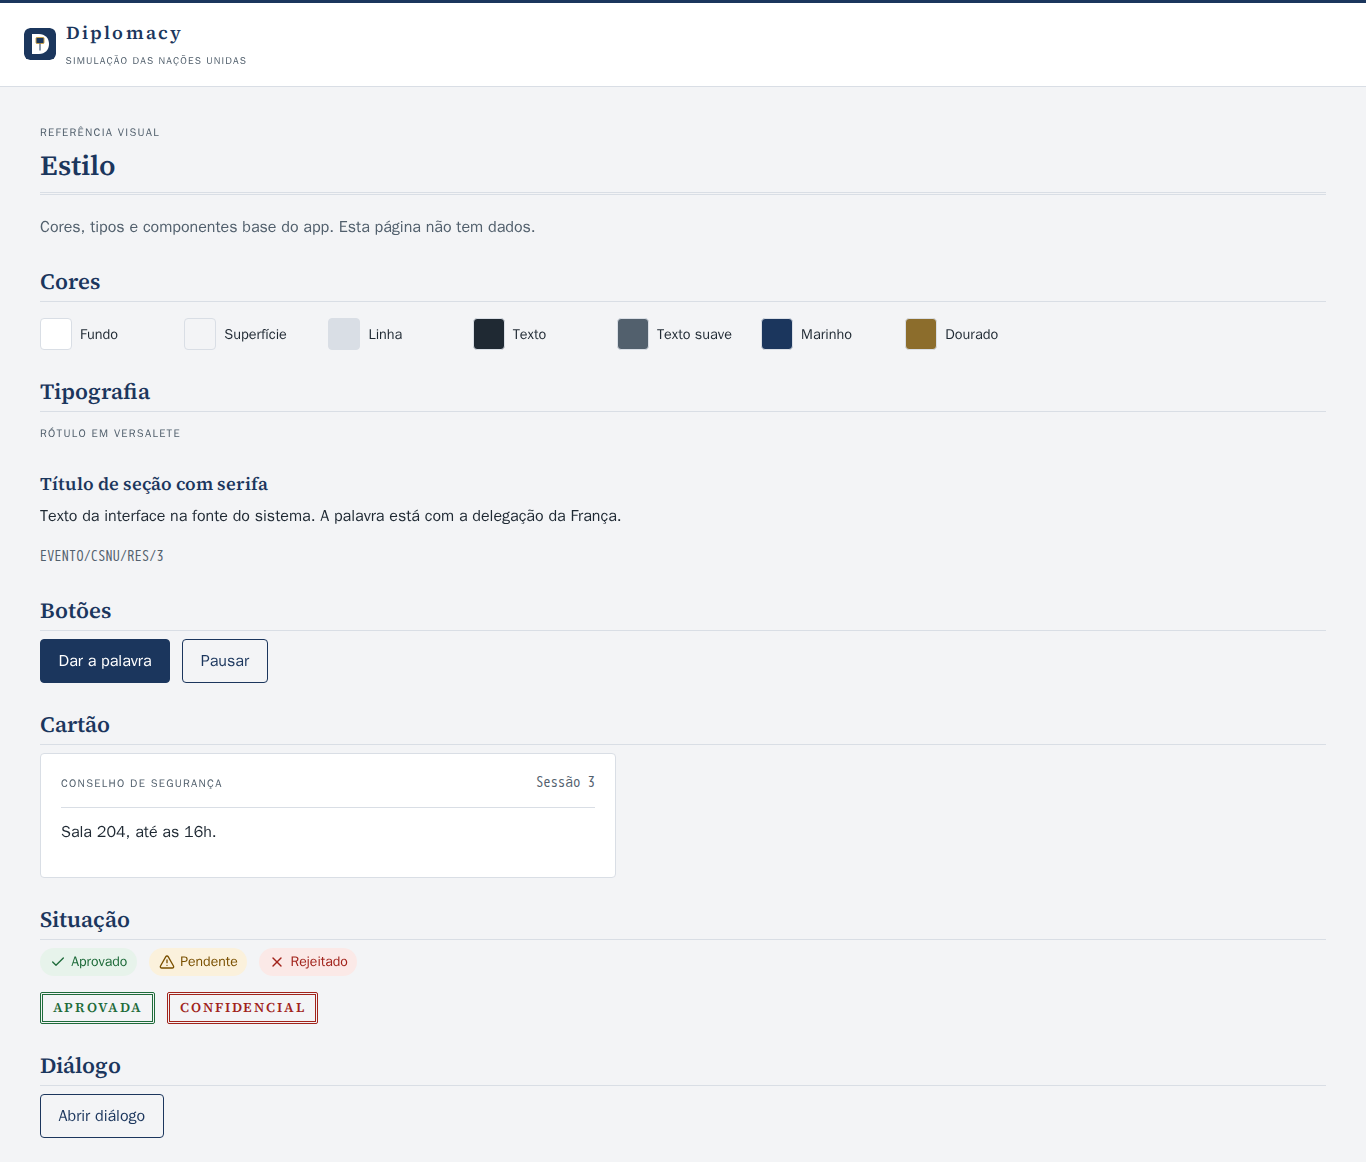 Diplomacy
SIMULAÇÃO DAS NAÇÕES UNIDAS
REFERÊNCIA VISUAL
Estilo
Cores, tipos e componentes base do app. Esta página não tem dados.
Cores
Fundo
Superfície
Linha
Texto
Texto suave
Marinho
Dourado
Tipografia
RÓTULO EM VERSALETE
Título de seção com serifa
Texto da interface na fonte do sistema. A palavra está com a delegação da França.
EVENTO/CSNU/RES/3
Botões
Dar a palavra
Pausar
Cartão
CONSELHO DE SEGURANÇA
Sessão 3
Sala 204, até as 16h.
Situação
Aprovado
Pendente
Rejeitado
APROVADA
CONFIDENCIAL
Diálogo
Abrir diálogo